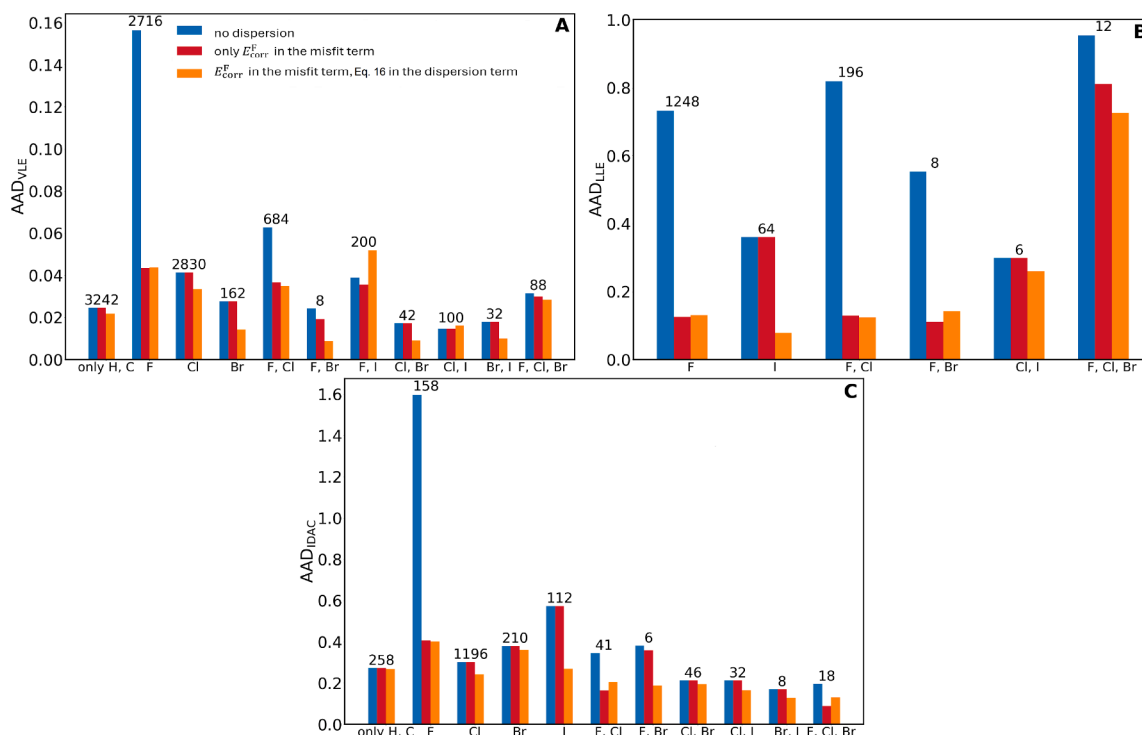 A
0.16
0.14
0.12
0.10
0.08
0.06
0.04
0.02
0.00
AAD_VLE
no dispersion
only E^F_corr in the misfit term
E^F_corr in the misfit term, Eq. 16 in the dispersion term
3242 2716 2830 162 684 8 200 42 100 32 88
only H, C F Cl Br F, Cl F, Br F, I Cl, Br Cl, I Br, I F, Cl, Br
B
1.0
0.8
0.6
0.4
0.2
0.0
AAD_LLE
1248 64 196 8 6 12
F I F, Cl F, Br Cl, I F, Cl, Br
C
1.6
1.4
1.2
1.0
0.8
0.6
0.4
0.2
0.0
AAD_IDAC
258 158 1196 210 112 41 6 46 32 8 18
only H, C F Cl Br I F, Cl F, Br Cl, Br Cl, I Br, I F, Cl, Br